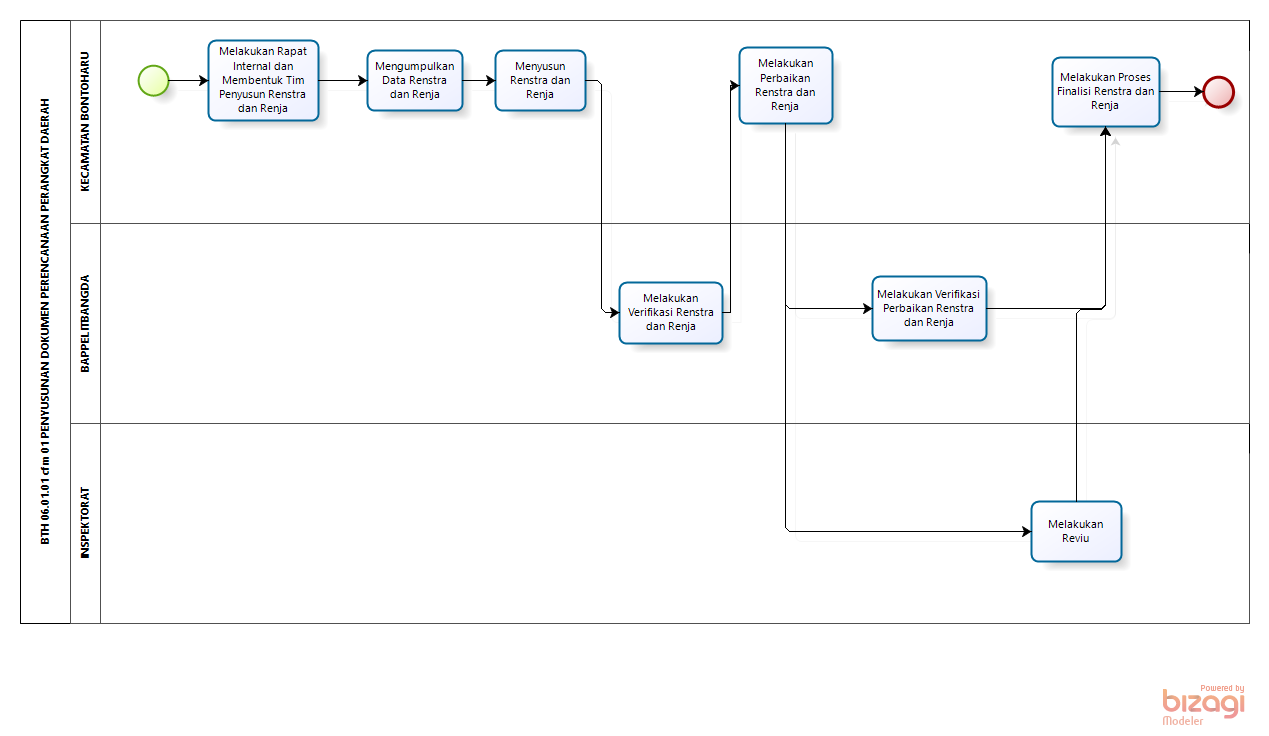 BTH 06.01.01 cfm 01 PENYUSUNAN DOKUMEN PERENCANAAN PERANGKAT DAERAH
KECAMATAN BONTOHARU
Melakukan Rapat
Internal dan
Membentuk Tim
Penyusun Renstra
dan Renja
Mengumpulkan
Data Renstra
dan Renja
Menyusun
Renstra dan
Renja
Melakukan
Perbaikan
Renstra dan
Renja
Melakukan Proses
Finalisi Renstra dan
Renja
BAPPELITBANGDA
Melakukan
Verifikasi Renstra
dan Renja
Melakukan Verifikasi
Perbaikan Renstra
dan Renja
INSPEKTORAT
Melakukan
Reviu
Powered by
bizagi
Modeler